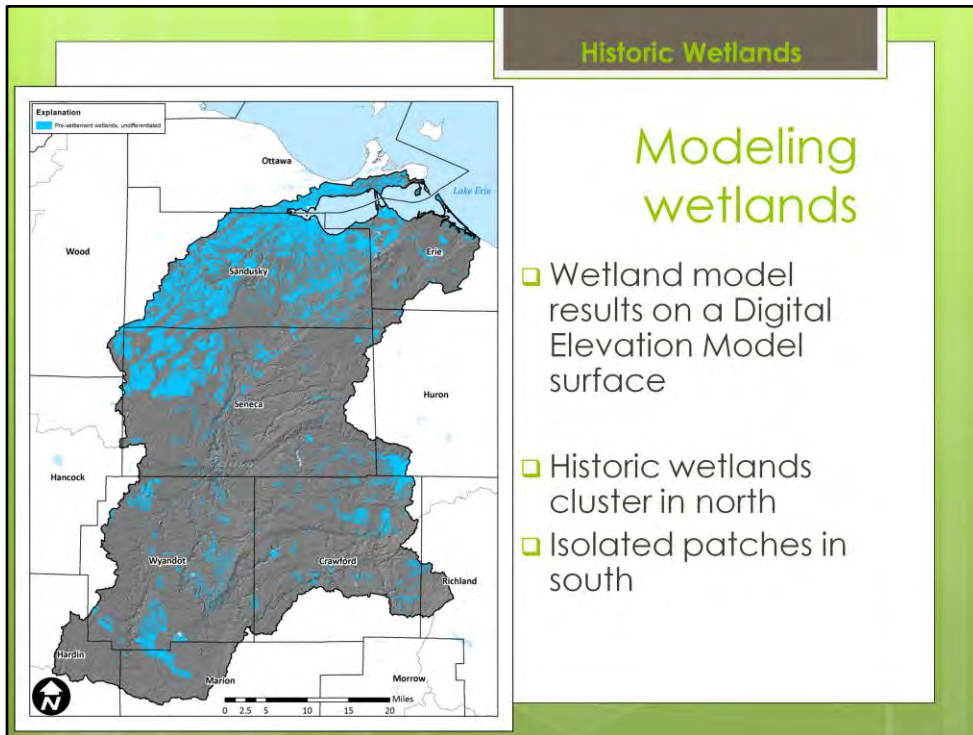 Historic Wetlands
Explanation
Pre-settlement wetlands, undifferentiated
Ottawa
Lake Erie
Wood
Erie
Sandusky
Huron
Seneca
Hancock
Wyandot
Crawford
Richland
Hardin
Marion
Morrow
N
Miles
0 2.5 5 10 15 20
Modeling
wetlands
Wetland model
results on a Digital
Elevation Model
surface
Historic wetlands
cluster in north
Isolated patches in
south